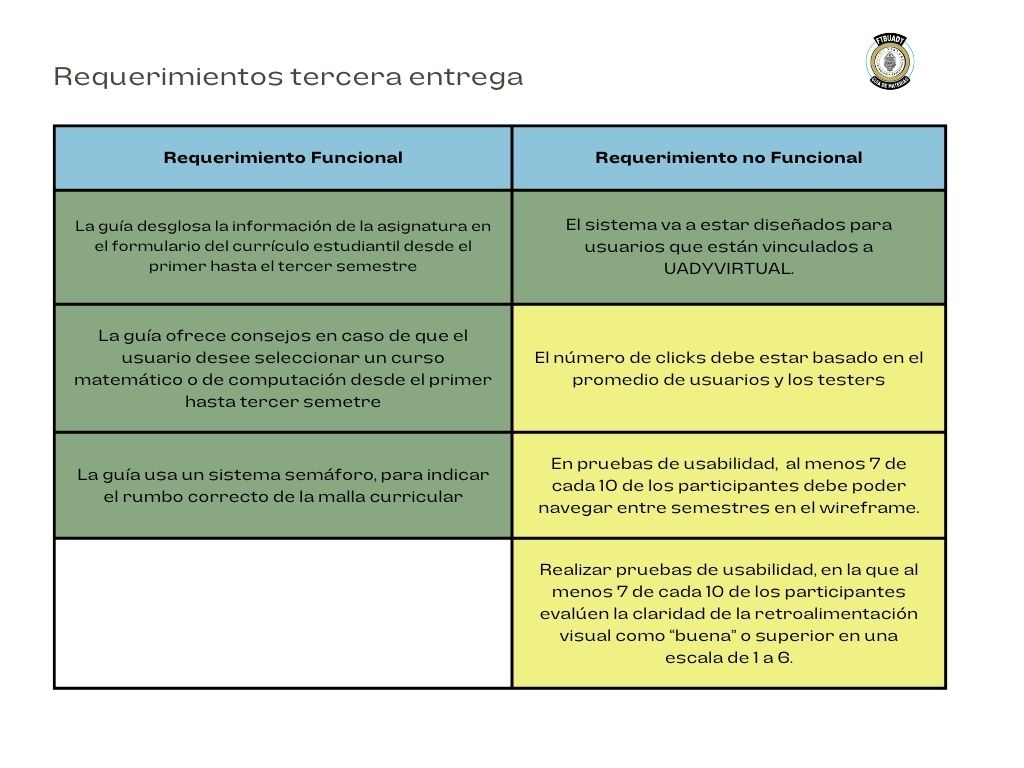 FTBUADY
GUIA DE MATERIAS
Requerimientos tercera entrega
Requerimiento Funcional
Requerimiento no Funcional
La guía desglosa la información de la asignatura en
el formulario del currículo estudiantil desde el
primer hasta el tercer semestre
El sistema va a estar diseñados para
usuarios que están vinculados a
UADYVIRTUAL.
La guía ofrece consejos en caso de que el
usuario desee seleccionar un curso
matemático o de computación desde el primer
hasta tercer semetre
El número de clicks debe estar basado en el
promedio de usuarios y los testers
La guía usa un sistema semáforo, para indicar
el rumbo correcto de la malla curricular
En pruebas de usabilidad,  al menos 7 de
cada 10 de los participantes debe poder
navegar entre semestres en el wireframe.
Realizar pruebas de usabilidad, en la que al
menos 7 de cada 10 de los participantes
evalúen la claridad de la retroalimentación
visual como “buena” o superior en una
escala de 1 a 6.